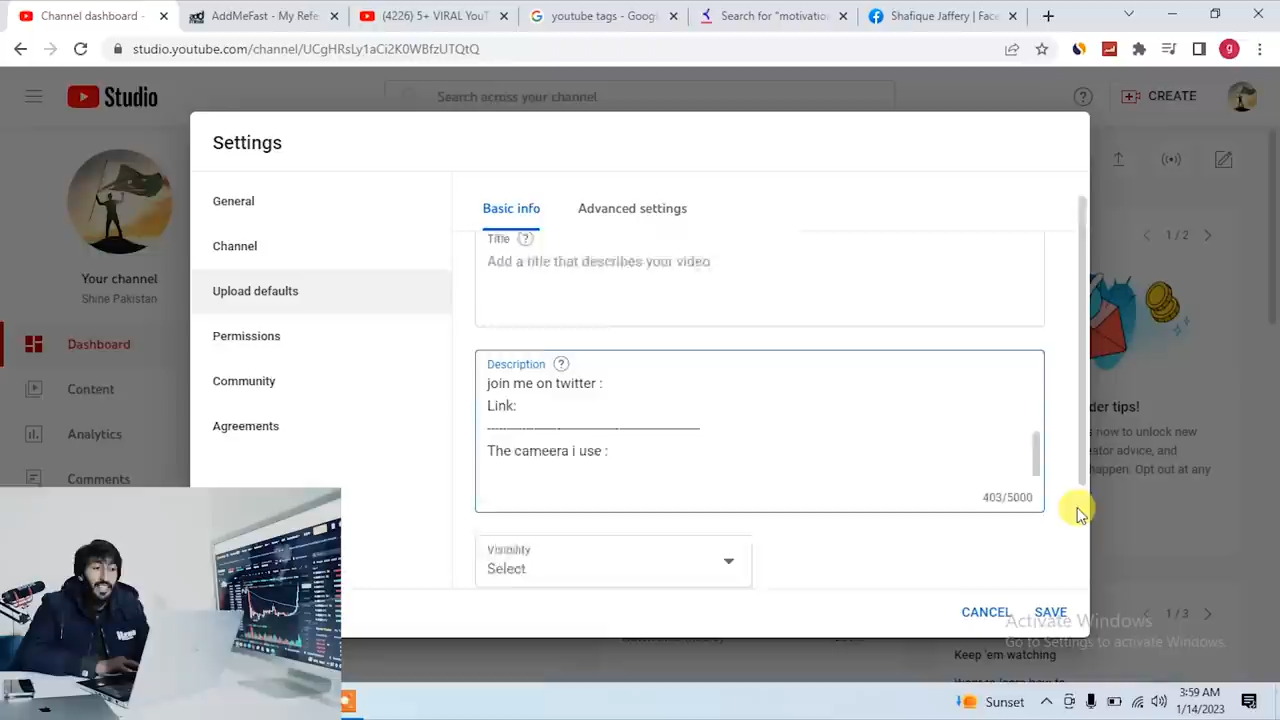 Channel dashboard -
AddMeFast - My Refe
(4226) 5+ VIRAL YouT
youtube tags - Googl
Search for "motivatio
Shafique Jaffery | Face
studio.youtube.com/channel/UCgHRsLy1aCi2K0WBfzUTQtQ
g
Studio
Search across your channel
CREATE
Settings
General
Channel
Upload defaults
Permissions
Community
Agreements
Basic info
Advanced settings
Title
Add a title that describes your video
Description
join me on twitter :
Link:
-----------------------------------------------
The cameera i use :
403/5000
Visibility
Select
CANCEL
SAVE
Your channel
Shine Pakistan
Dashboard
Content
Analytics
Comments
1 / 2
der tips!
s now to unlock new
eator advice, and
happen. Opt out at any
1 / 3
Activate Windows
Go to Settings to activate Windows.
Keep 'em watching
Sunset
3:59 AM
1/14/2023